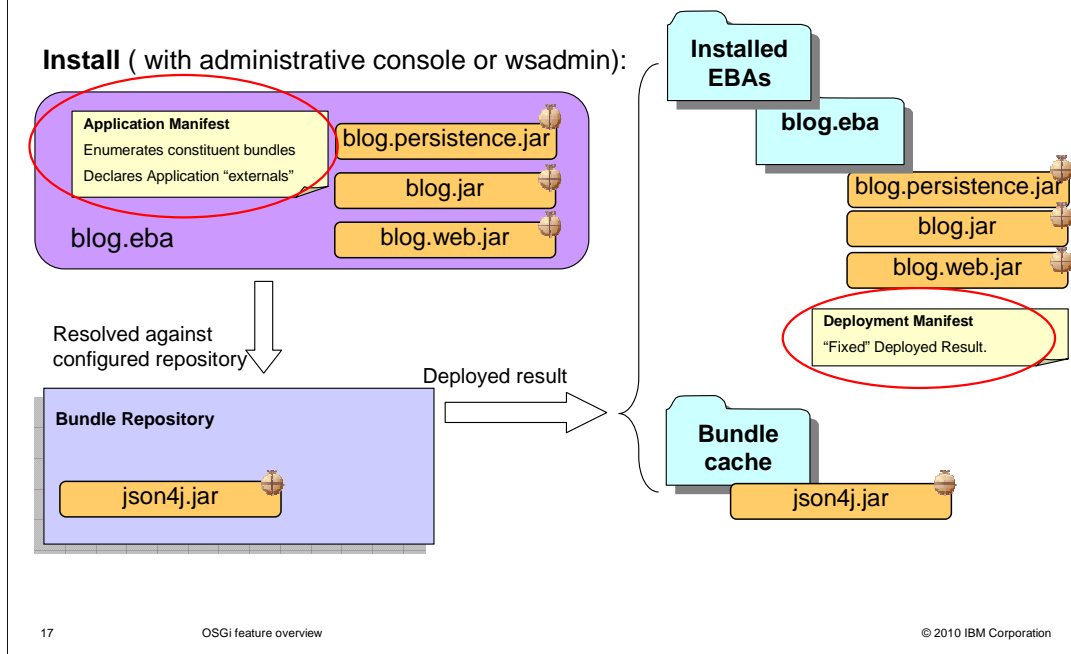 Install ( with administrative console or wsadmin):
Application Manifest
Enumerates constituent bundles
Declares Application “externals”
blog.persistence.jar
blog.jar
blog.web.jar
blog.eba
Resolved against
configured repository
Bundle Repository
json4j.jar
Deployed result
Installed
EBAs
blog.eba
blog.persistence.jar
blog.jar
blog.web.jar
Deployment Manifest
“Fixed” Deployed Result.
Bundle
cache
json4j.jar
17
OSGi feature overview
© 2010 IBM Corporation